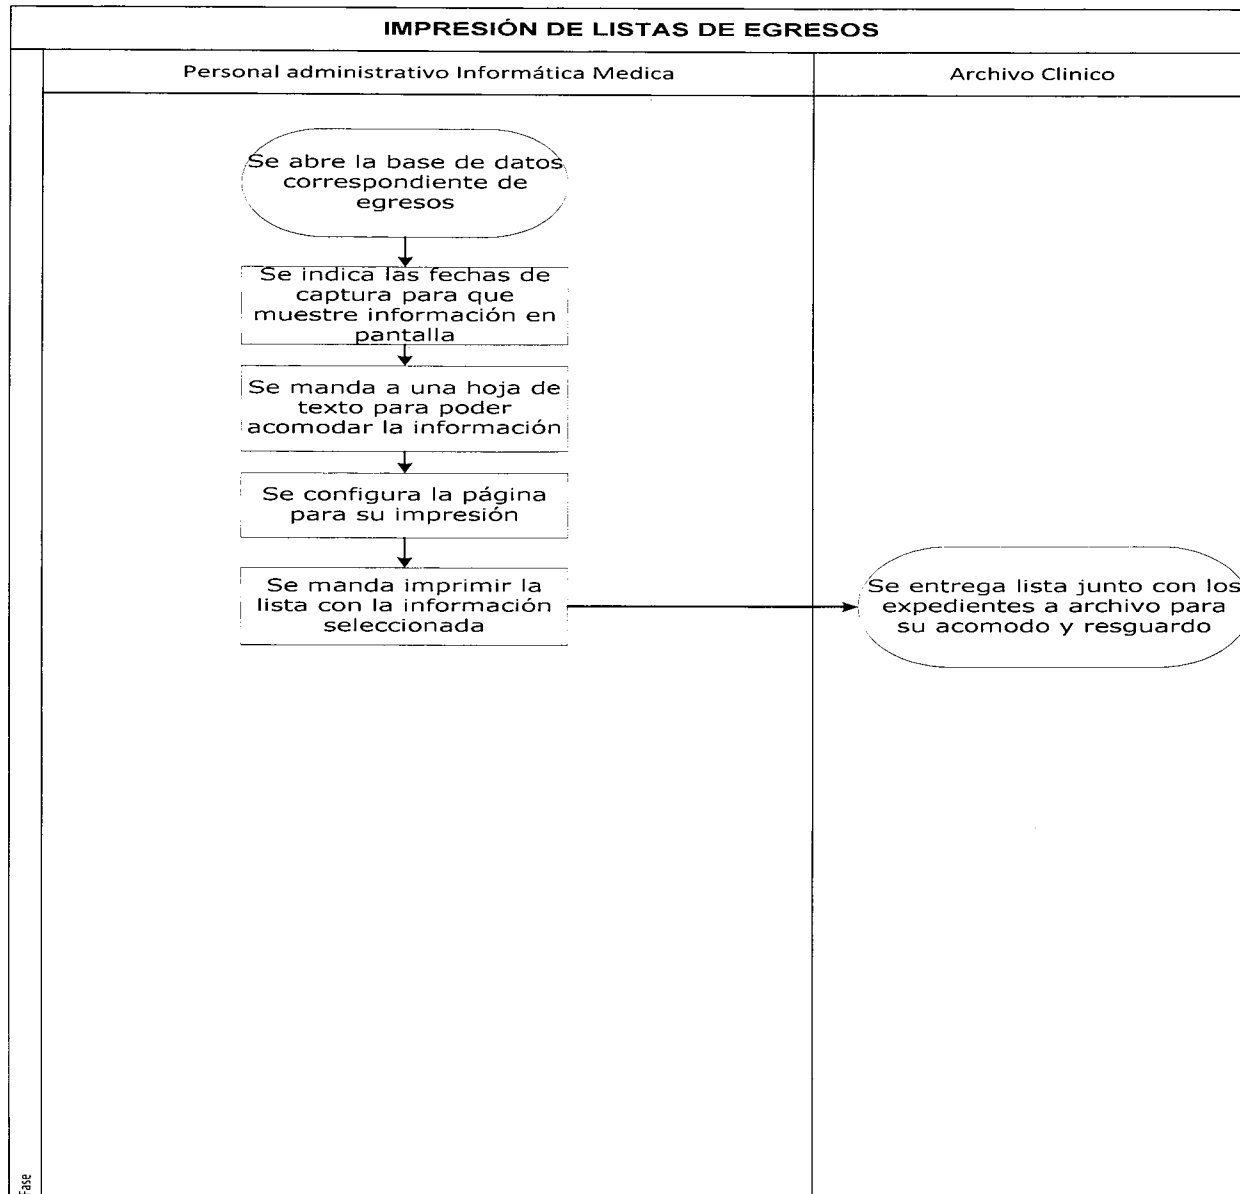 IMPRESIÓN DE LISTAS DE EGRESOS
Personal administrativo Informática Medica
Archivo Clinico
Se abre la base de datos
correspondiente de
egresos
Se indica las fechas de
captura para que
muestre información en
pantalla
Se manda a una hoja de
texto para poder
acomodar la información
Se configura la página
para su impresión
Se manda imprimir la
lista con la información
seleccionada
Se entrega lista junto con los
expedientes a archivo para
su acomodo y resguardo
Fase